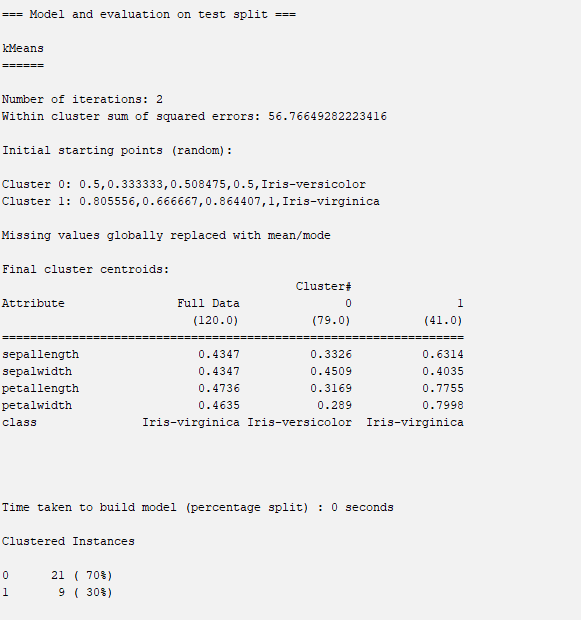 === Model and evaluation on test split ===
kMeans
======
Number of iterations: 2
Within cluster sum of squared errors: 56.76649282223416
Initial starting points (random):
Cluster 0: 0.5,0.333333,0.508475,0.5,Iris-versicolor
Cluster 1: 0.805556,0.666667,0.864407,1,Iris-virginica
Missing values globally replaced with mean/mode
Final cluster centroids:
Cluster#
Attribute Full Data 0 1
(120.0) (79.0) (41.0)
==================================================================
sepallength 0.4347 0.3326 0.6314
sepalwidth 0.4347 0.4509 0.4035
petallength 0.4736 0.3169 0.7755
petalwidth 0.4635 0.289 0.7998
class Iris-virginica Iris-versicolor Iris-virginica
Time taken to build model (percentage split) : 0 seconds
Clustered Instances
0 21 ( 70%)
1 9 ( 30%)